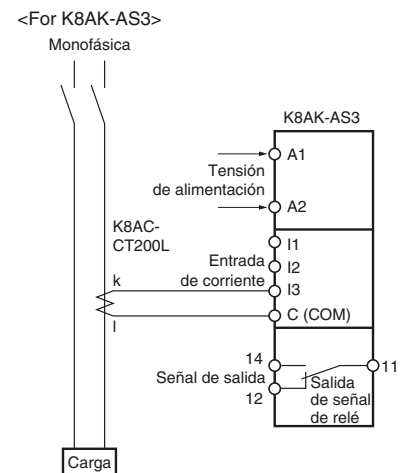 <For K8AK-AS3>
Monofásica
K8AK-AS3
A1
Tensión
de alimentación
A2
K8AC-
CT200L
I1
Entrada
I2
de corriente
k
I3
l
C (COM)
14
11
Señal de salida
12
Salida
de señal
de relé
Carga